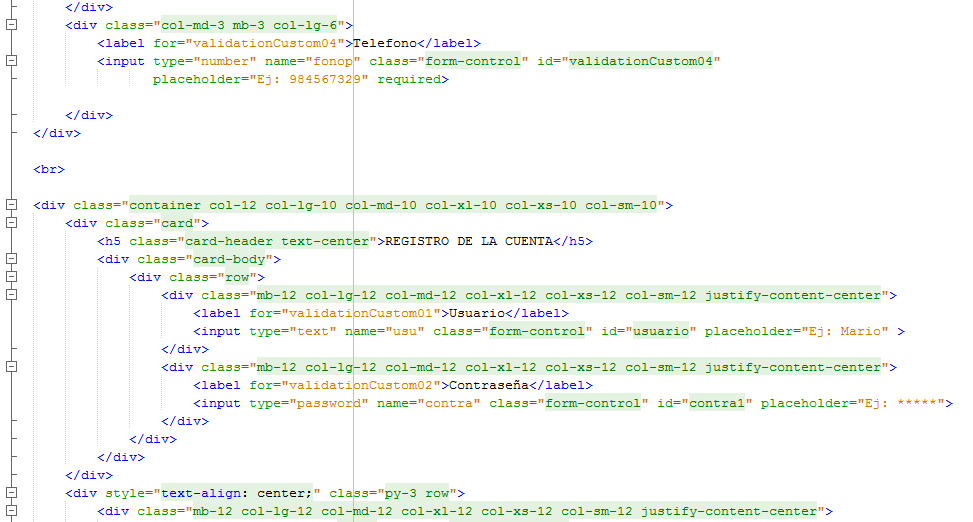 </div>
<div class="col-md-3 mb-3 col-lg-6">
<label for="validationCustom04">Telefono</label>
<input type="number" name="fonop" class="form-control" id="validationCustom04"
placeholder="Ej: 984567329" required>
</div>
</div>
<br>
<div class="container col-12 col-lg-10 col-md-10 col-xl-10 col-xs-10 col-sm-10">
<div class="card">
<h5 class="card-header text-center">REGISTRO DE LA CUENTA</h5>
<div class="card-body">
<div class="row">
<div class="mb-12 col-lg-12 col-md-12 col-xl-12 col-xs-12 col-sm-12 justify-content-center">
<label for="validationCustom01">Usuario</label>
<input type="text" name="usu" class="form-control" id="usuario" placeholder="Ej: Mario" >
</div>
<div class="mb-12 col-lg-12 col-md-12 col-xl-12 col-xs-12 col-sm-12 justify-content-center">
<label for="validationCustom02">Contraseña</label>
<input type="password" name="contra" class="form-control" id="contra1" placeholder="Ej: *****">
</div>
</div>
</div>
</div>
<div style="text-align: center;" class="py-3 row">
<div class="mb-12 col-lg-12 col-md-12 col-xl-12 col-xs-12 col-sm-12 justify-content-center">